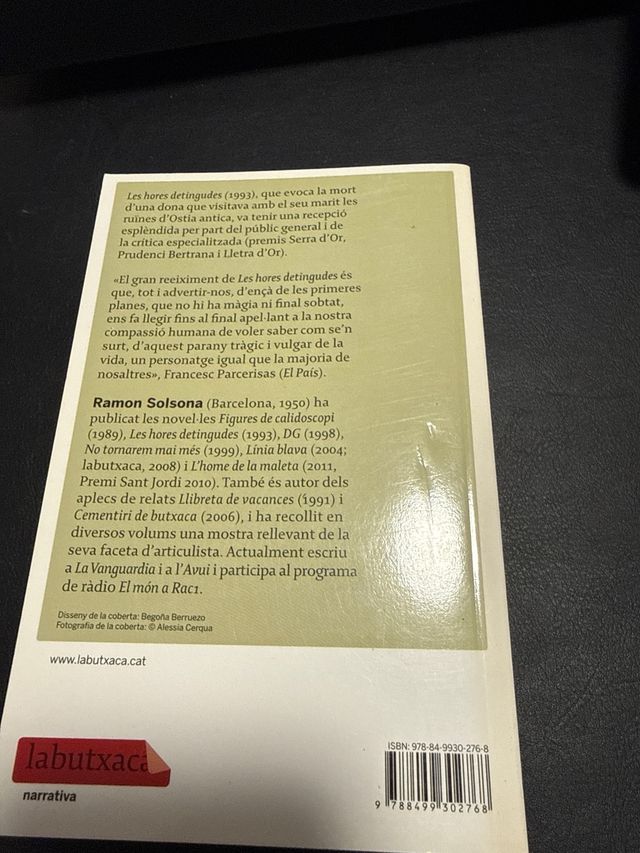 Les hores detingudes (1993), que evoca la mort
d'una dona que visitava amb el seu marit les
ruïnes d'Ostia antica, va tenir una recepció
esplèndida per part del públic general i de
la crítica especialitzada (premis Serra d'Or,
Prudenci Bertrana i Lletra d'Or).
«El gran reeiximent de Les hores detingudes és
que, tot i advertir-nos, d'ençà de les primeres
planes, que no hi ha màgia ni final sobtat,
ens fa llegir fins al final apel·lant a la nostra
compassió humana de voler saber com se'n
surt, d'aquest parany tràgic i vulgar de la
vida, un personatge igual que la majoria de
nosaltres», Francesc Parcerisas (El País).
Ramon Solsona (Barcelona, 1950) ha
publicat les novel·les Figures de calidoscopi
(1989), Les hores detingudes (1993), DG (1998),
No tornarem mai més (1999), Línia blava (2004;
labutxaca, 2008) i L'home de la maleta (2011,
Premi Sant Jordi 2010). També és autor dels
aplecs de relats Llibreta de vacances (1991) i
Cementiri de butxaca (2006), i ha recollit en
diversos volums una mostra rellevant de la
seva faceta d'articulista. Actualment escriu
a La Vanguardia i a l'Avui i participa al programa
de ràdio El món a Rac1.
Disseny de la coberta: Begoña Berruezo
Fotografia de la coberta: © Alessia Cerqua
www.labutxaca.cat
labutxaca
narrativa
ISBN: 978-84-9930-276-8
9 788499 302768